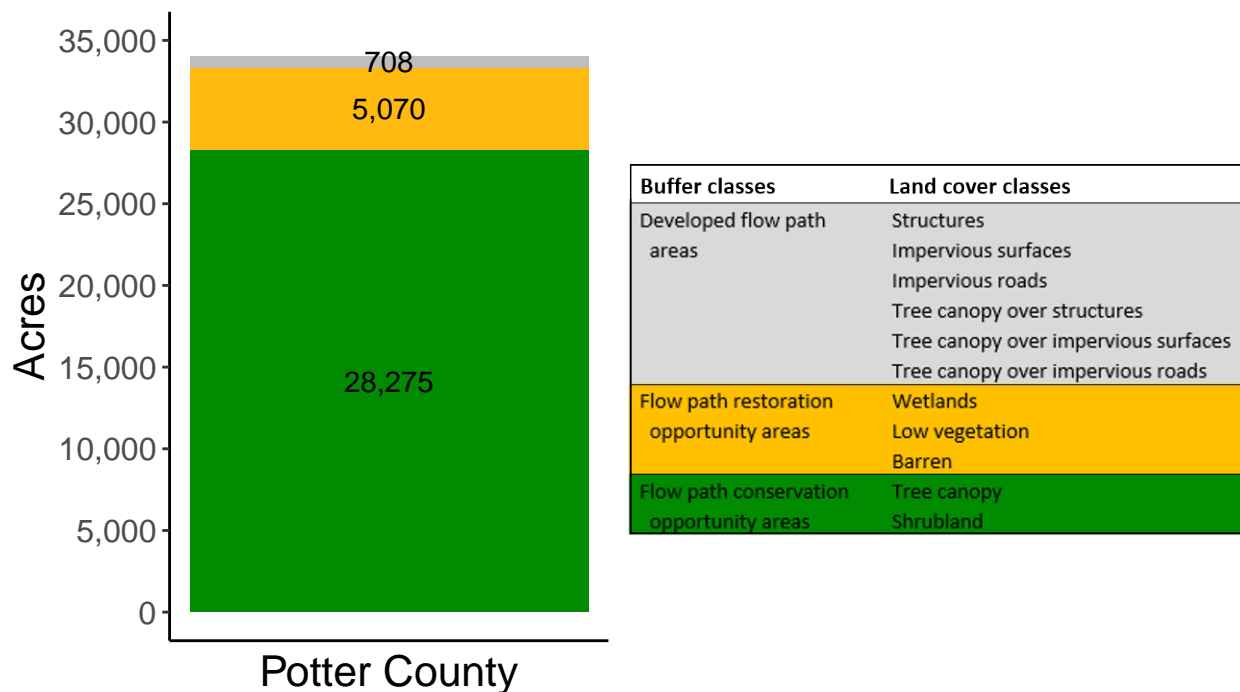 35,000
30,000
25,000
20,000
15,000
10,000
5,000
0
Acres
708
5,070
28,275
Potter County
Buffer classes Land cover classes
Developed flow path Structures
areas Impervious surfaces
Impervious roads
Tree canopy over structures
Tree canopy over impervious surfaces
Tree canopy over impervious roads
Flow path restoration Wetlands
opportunity areas Low vegetation
Barren
Flow path conservation Tree canopy
opportunity areas Shrubland